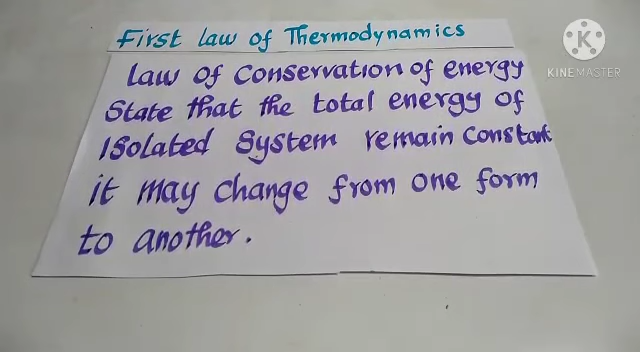 First law of Thermodynamics
KINEMASTER
law of conservation of energy
State that the total energy of
Isolated System remain constant
it may change from one form
to another.